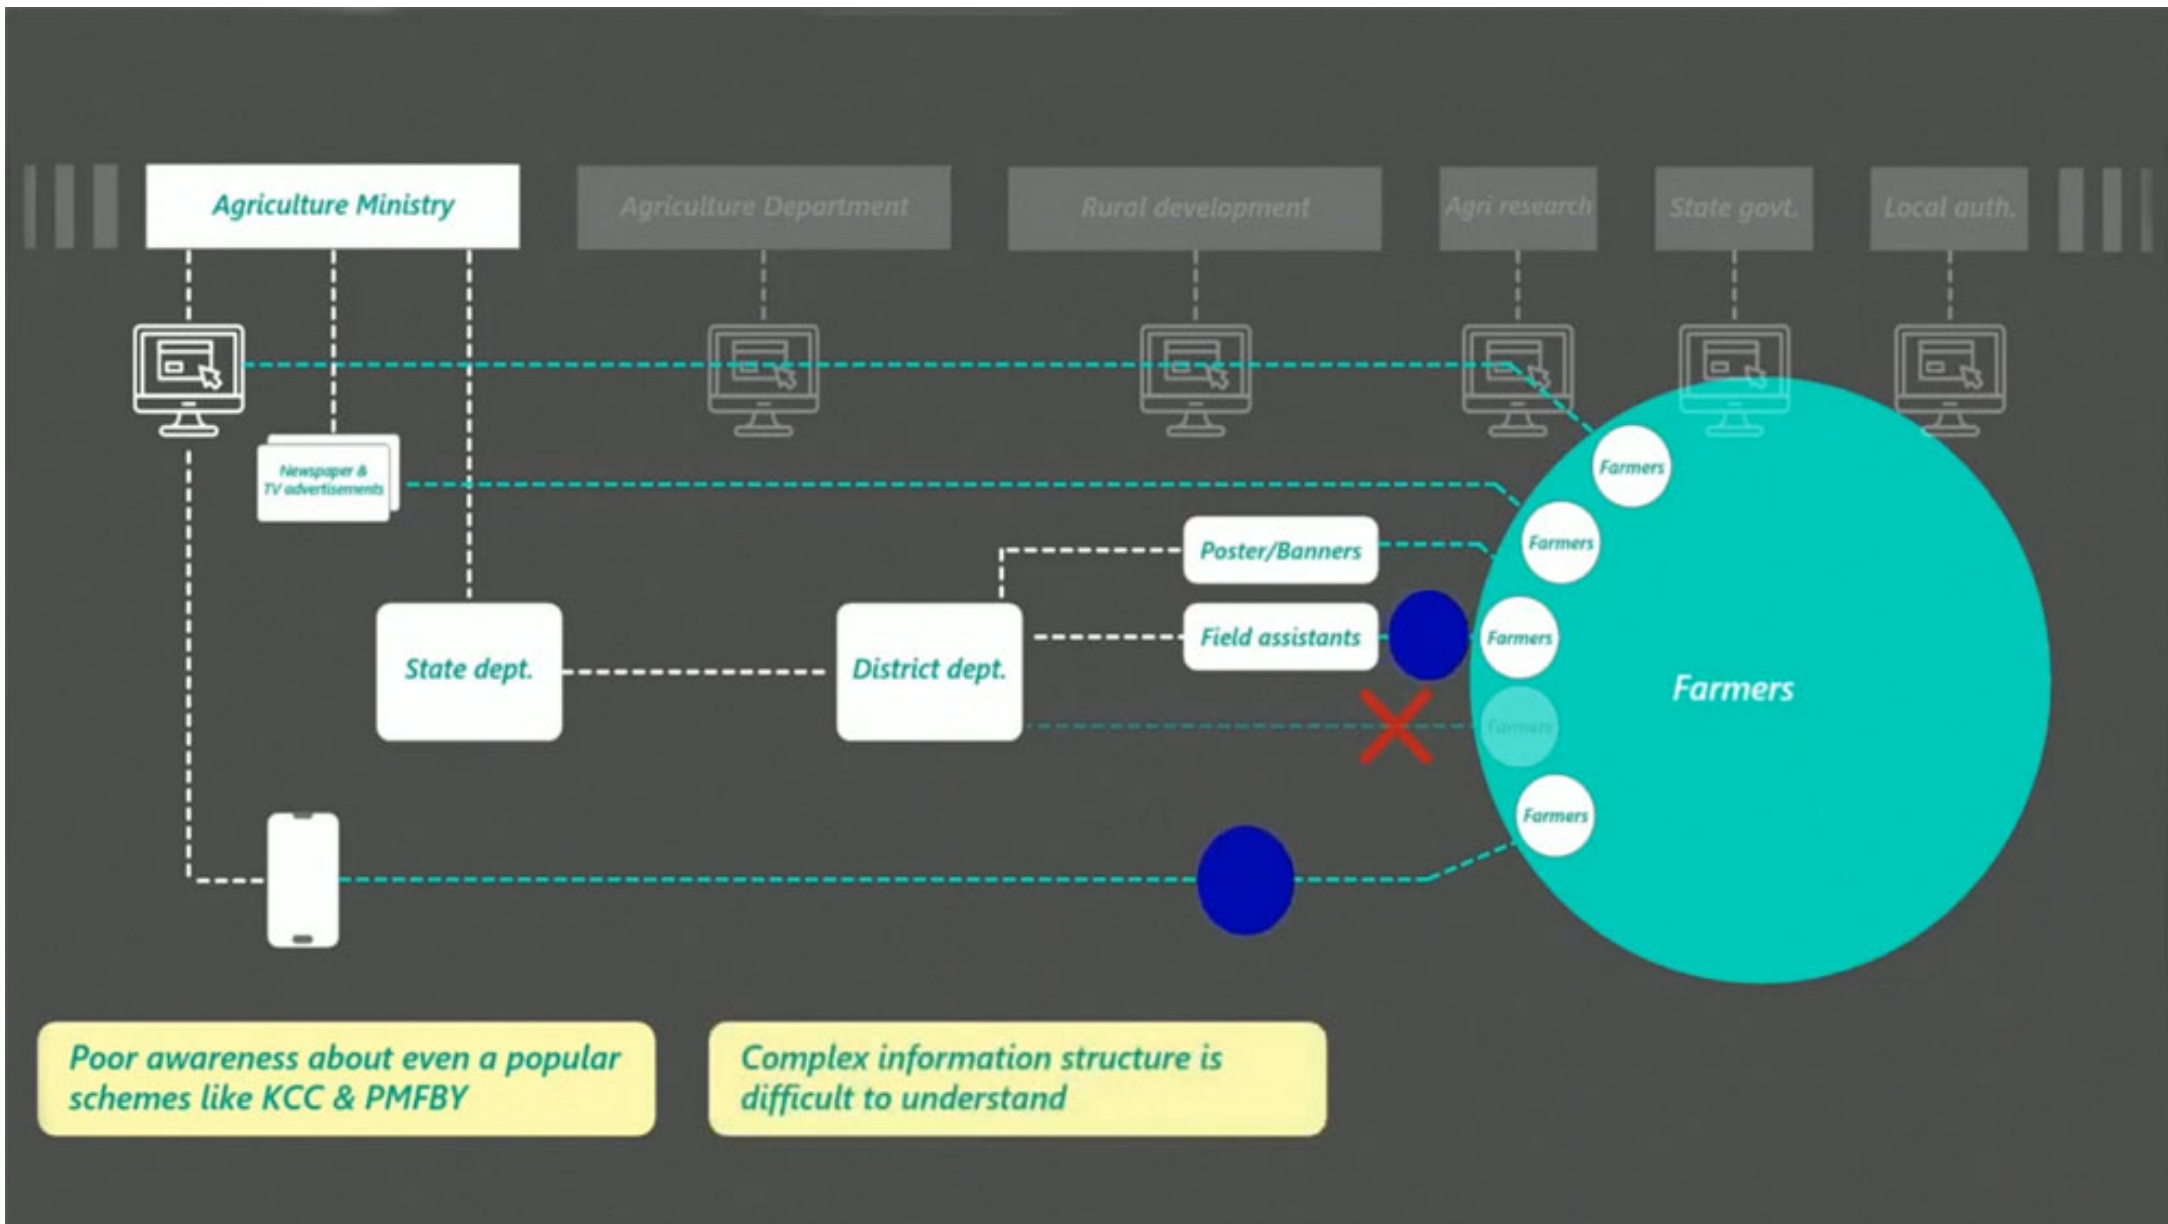 Agriculture Ministry
Agriculture Department
Rural development
Agri research
State govt.
Local auth.
Newspaper &
TV advertisements
Farmers
Farmers
Poster/Banners
Field assistants
Farmers
State dept.
District dept.
Farmers
Farmers
Farmers
Poor awareness about even a popular
schemes like KCC & PMFBY
Complex information structure is
difficult to understand